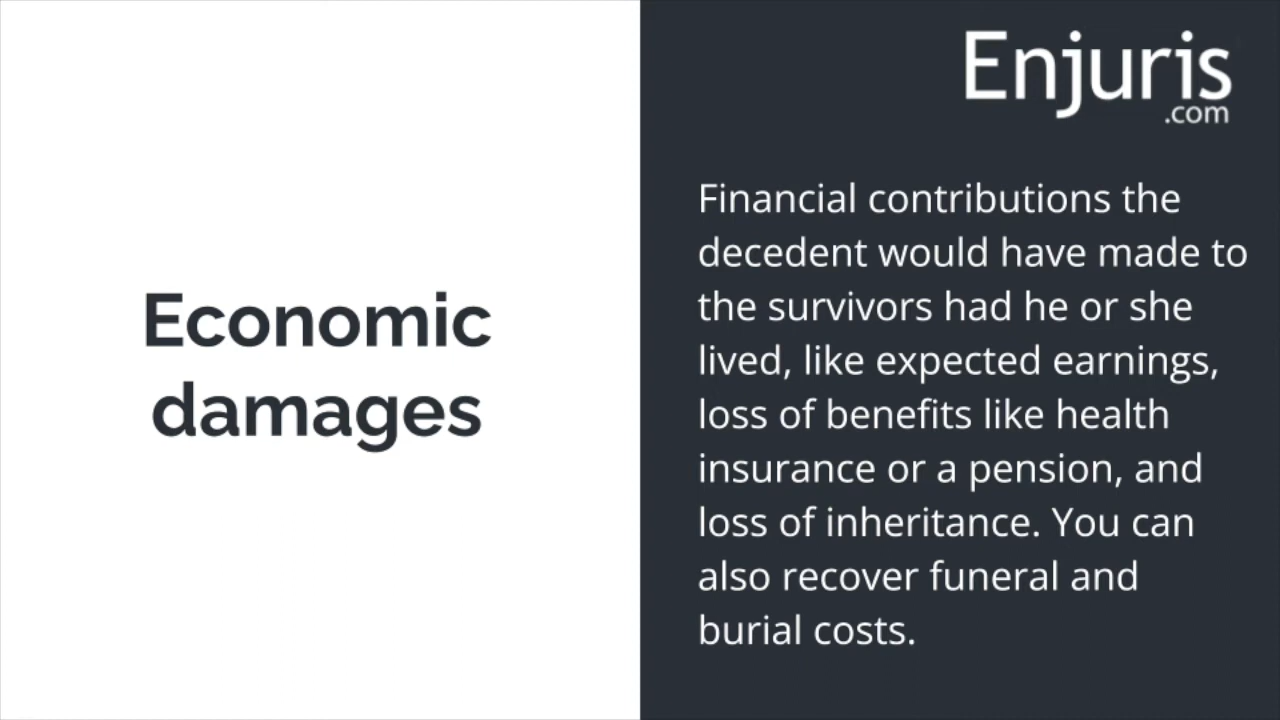 Economic
damages
Enjuris
.com
Financial contributions the
decedent would have made to
the survivors had he or she
lived, like expected earnings,
loss of benefits like health
insurance or a pension, and
loss of inheritance. You can
also recover funeral and
burial costs.